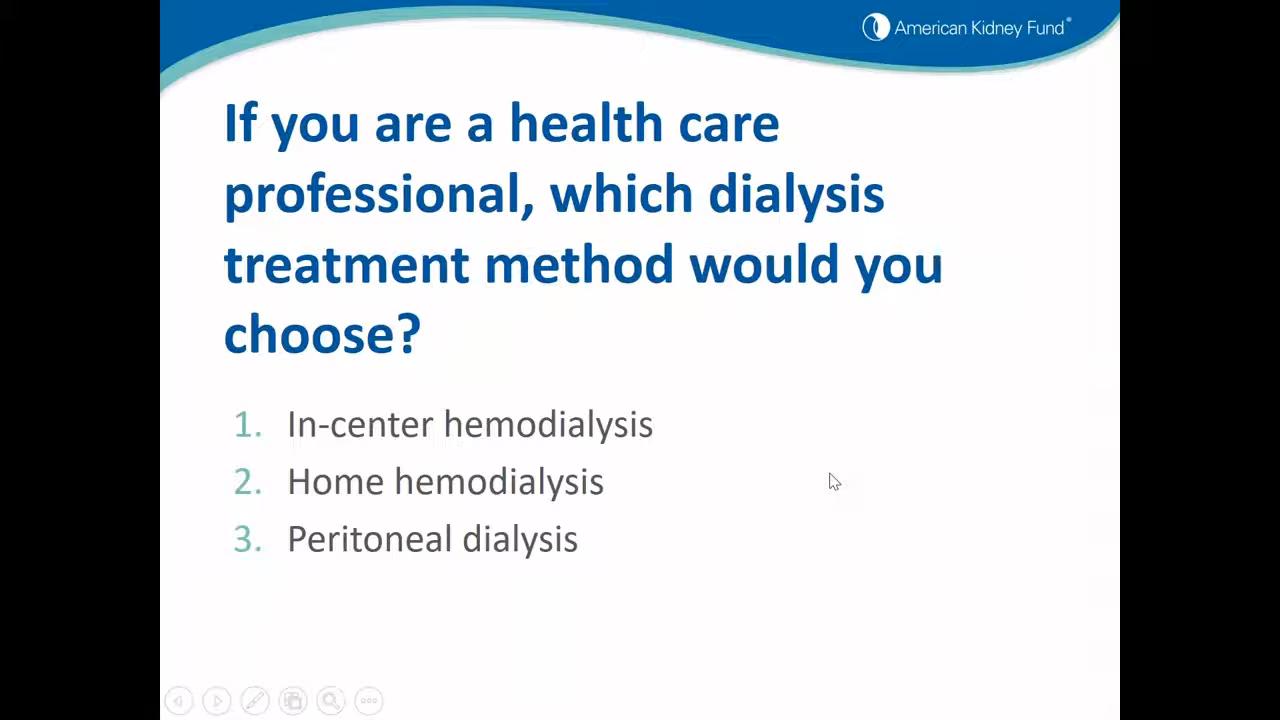 American Kidney Fund®
If you are a health care
professional, which dialysis
treatment method would you
choose?
1. In-center hemodialysis
2. Home hemodialysis
3. Peritoneal dialysis